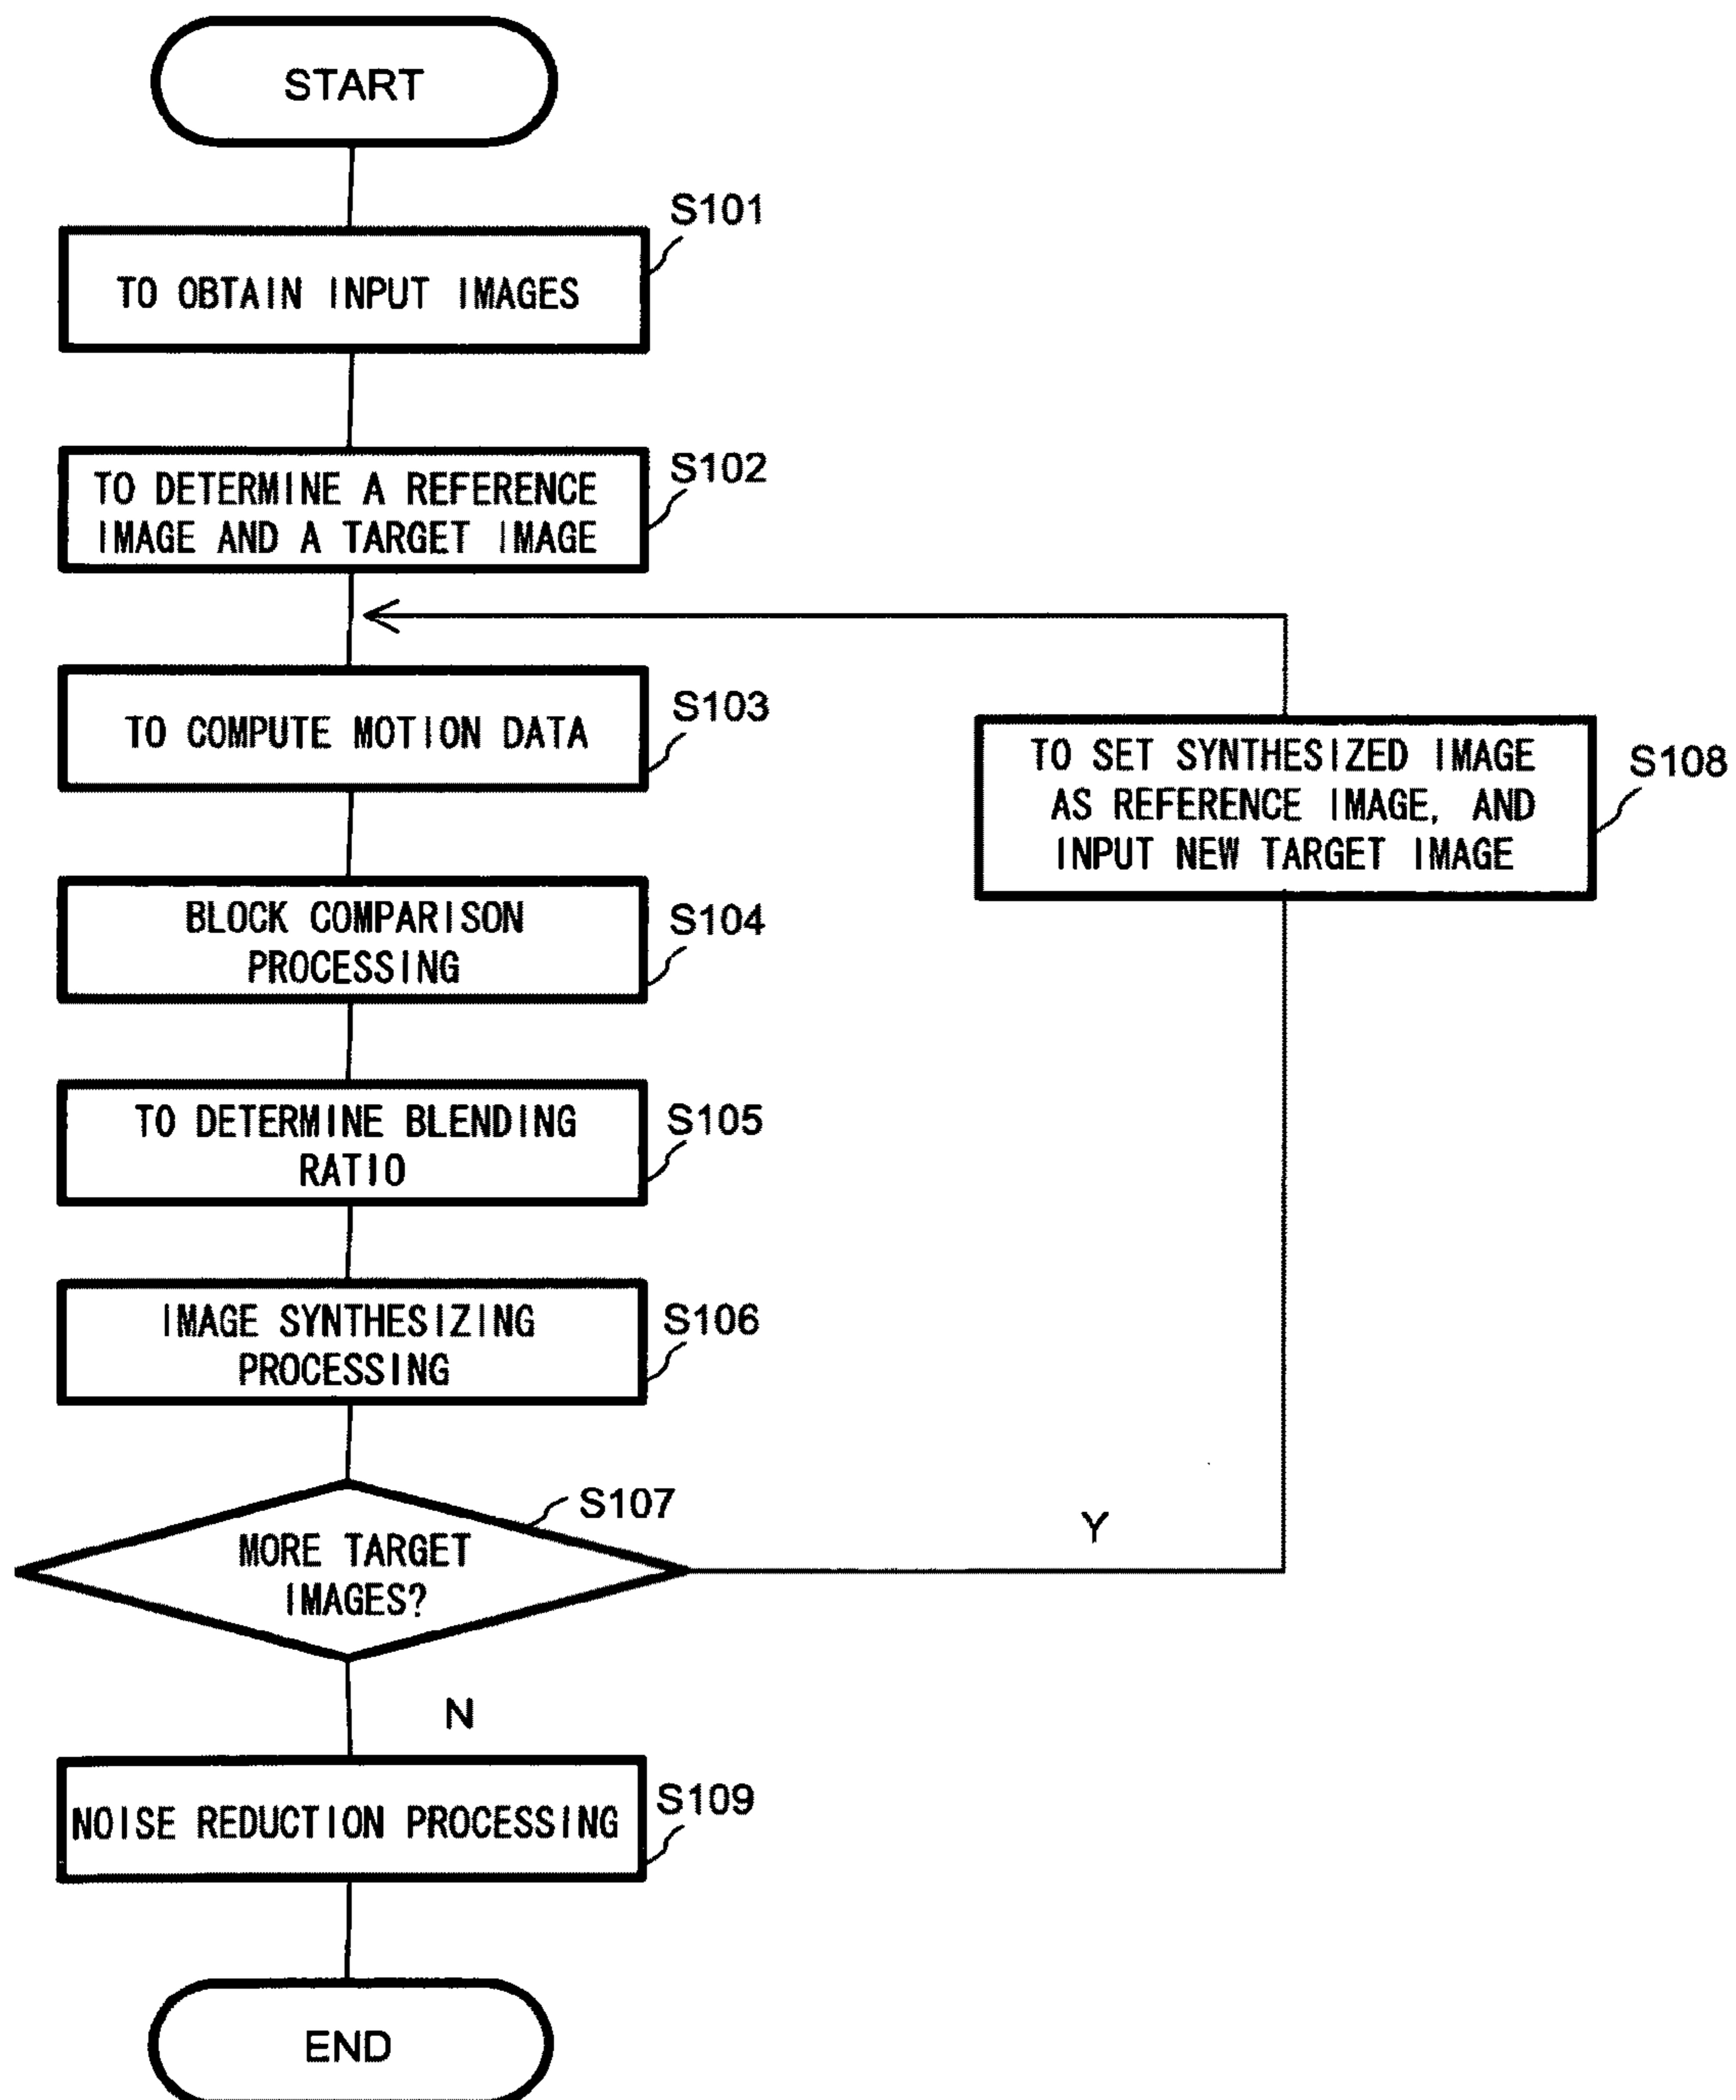 START
S101
TO OBTAIN INPUT IMAGES
S102
TO DETERMINE A REFERENCE
IMAGE AND A TARGET IMAGE
S103
TO COMPUTE MOTION DATA
S108
TO SET SYNTHESIZED IMAGE
AS REFERENCE IMAGE, AND
INPUT NEW TARGET IMAGE
S104
BLOCK COMPARISON
PROCESSING
S105
TO DETERMINE BLENDING
RATIO
S106
IMAGE SYNTHESIZING
PROCESSING
S107
MORE TARGET
IMAGES?
Y
N
S109
NOISE REDUCTION PROCESSING
END